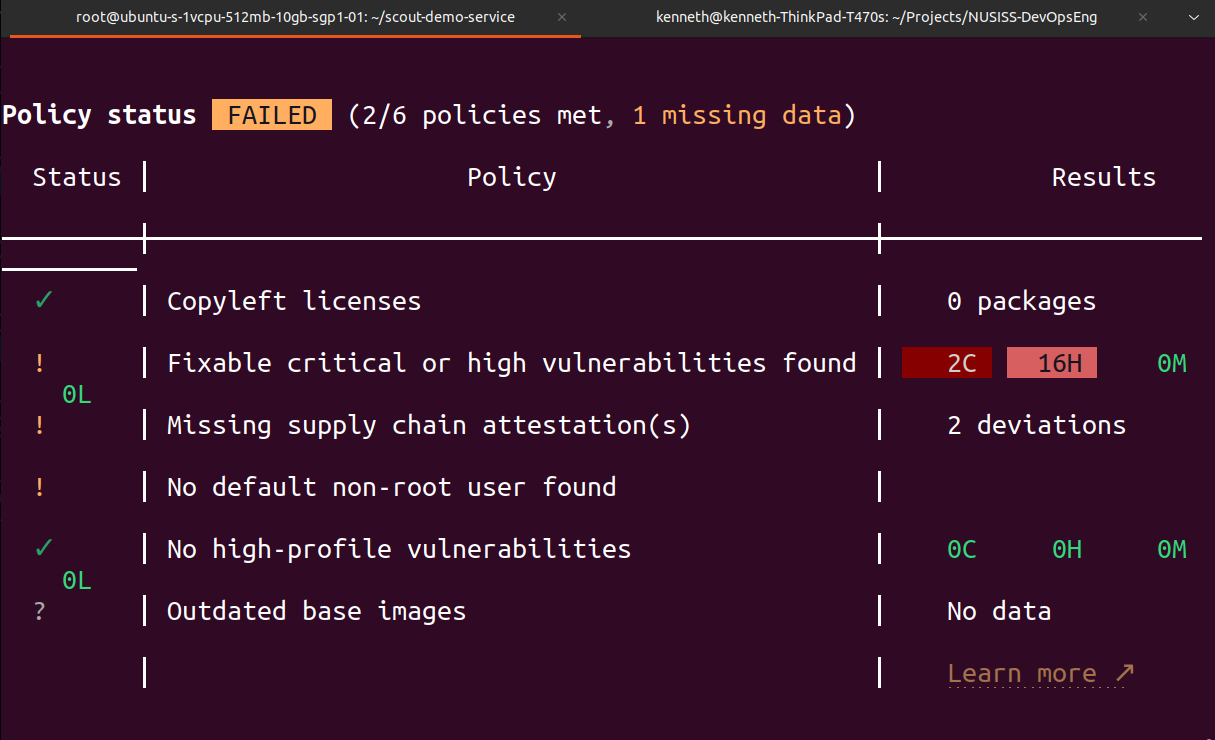 root@ubuntu-s-1vcpu-512mb-10gb-sgp1-01: ~/scout-demo-service × kenneth@kenneth-ThinkPad-T470s: ~/Projects/NUSISS-DevOpsEng ×
Policy status FAILED (2/6 policies met, 1 missing data)
Status │ Policy │ Results
✓ │ Copyleft licenses │ 0 packages
! │ Fixable critical or high vulnerabilities found │ 2C 16H 0M
0L
! │ Missing supply chain attestation(s) │ 2 deviations
! │ No default non-root user found │
✓ │ No high-profile vulnerabilities │ 0C 0H 0M
0L
? │ Outdated base images │ No data
│ │ Learn more ↗